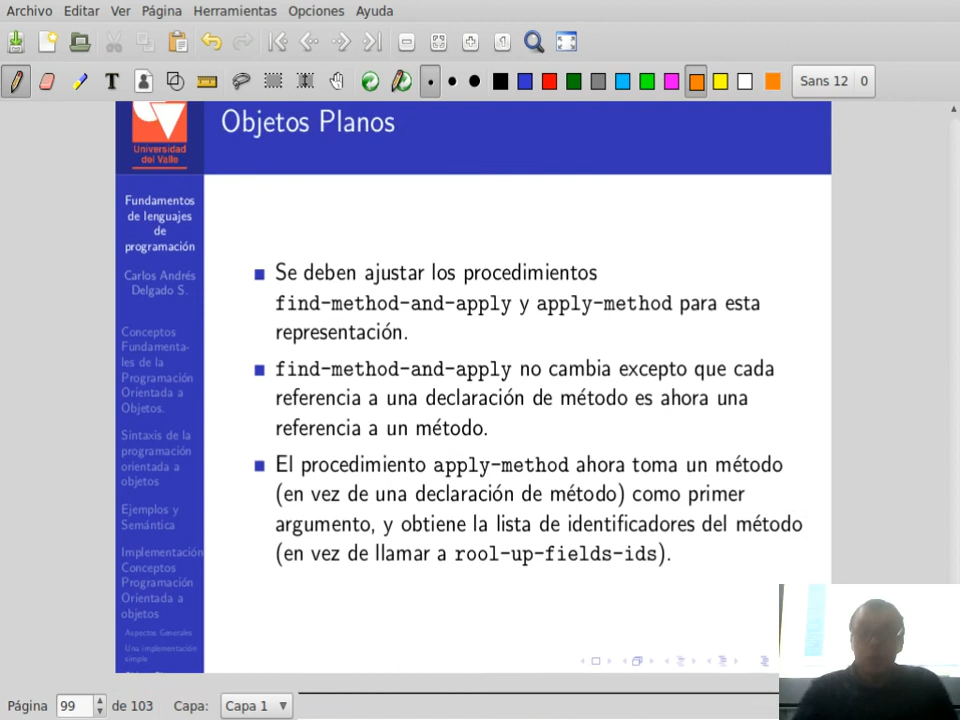 Archivo Editar Ver Página Herramientas Opciones Ayuda
T Sans 12 0
Universidad
del Valle
Objetos Planos
Fundamentos
de lenguajes
de
programación
Carlos Andrés
Delgado S.
Conceptos
Fundamenta-
les de la
Programación
Orientada a
Objetos.
Sintaxis de la
programación
orientada a
objetos
Ejemplos y
Semántica
Implementación
Conceptos
Programación
Orientada a
objetos
Aspectos Generales
Una implementación
simple
Se deben ajustar los procedimientos
find-method-and-apply y apply-method para esta
representación.
find-method-and-apply no cambia excepto que cada
referencia a una declaración de método es ahora una
referencia a un método.
El procedimiento apply-method ahora toma un método
(en vez de una declaración de método) como primer
argumento, y obtiene la lista de identificadores del método
(en vez de llamar a rool-up-fields-ids).
Página 99 de 103 Capa: Capa 1